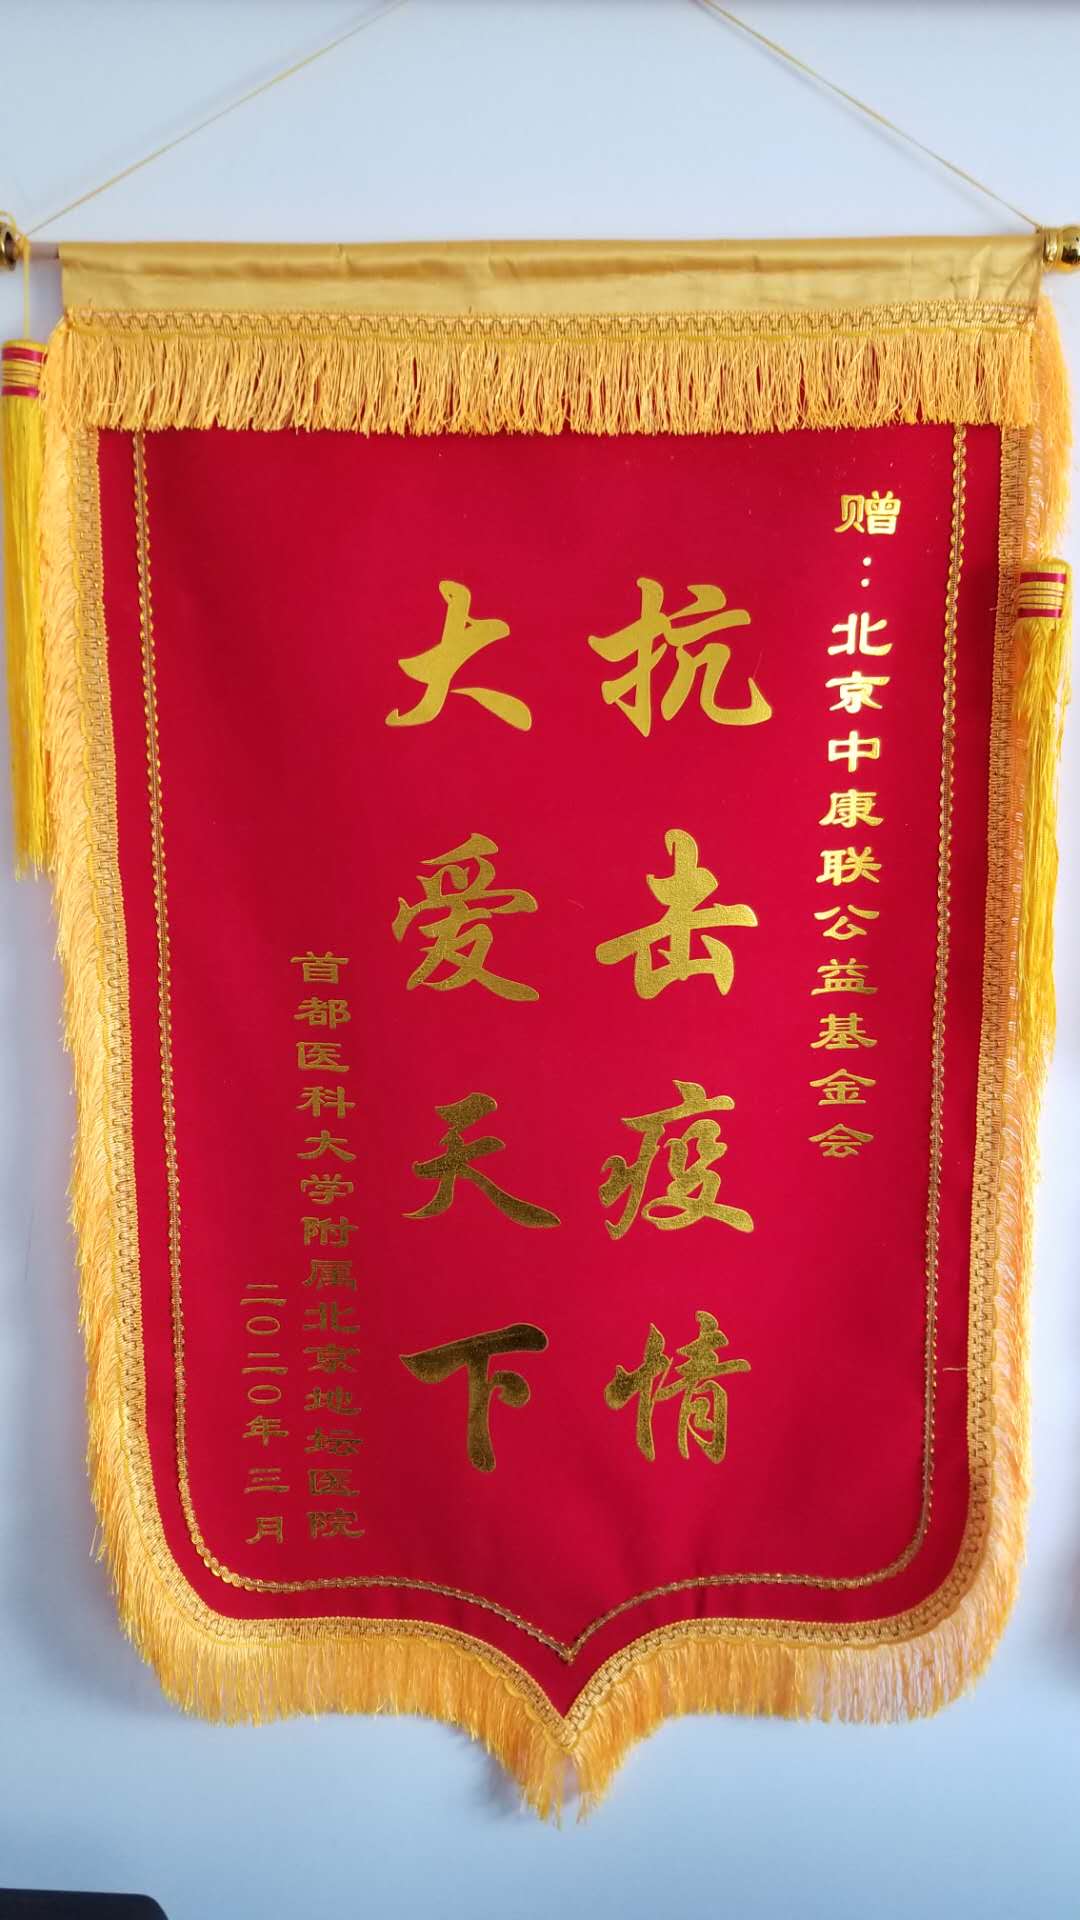 赠：北京中康联公益基金会
抗击疫情
大爱天下
首都医科大学附属北京地坛医院
二〇二〇年三月